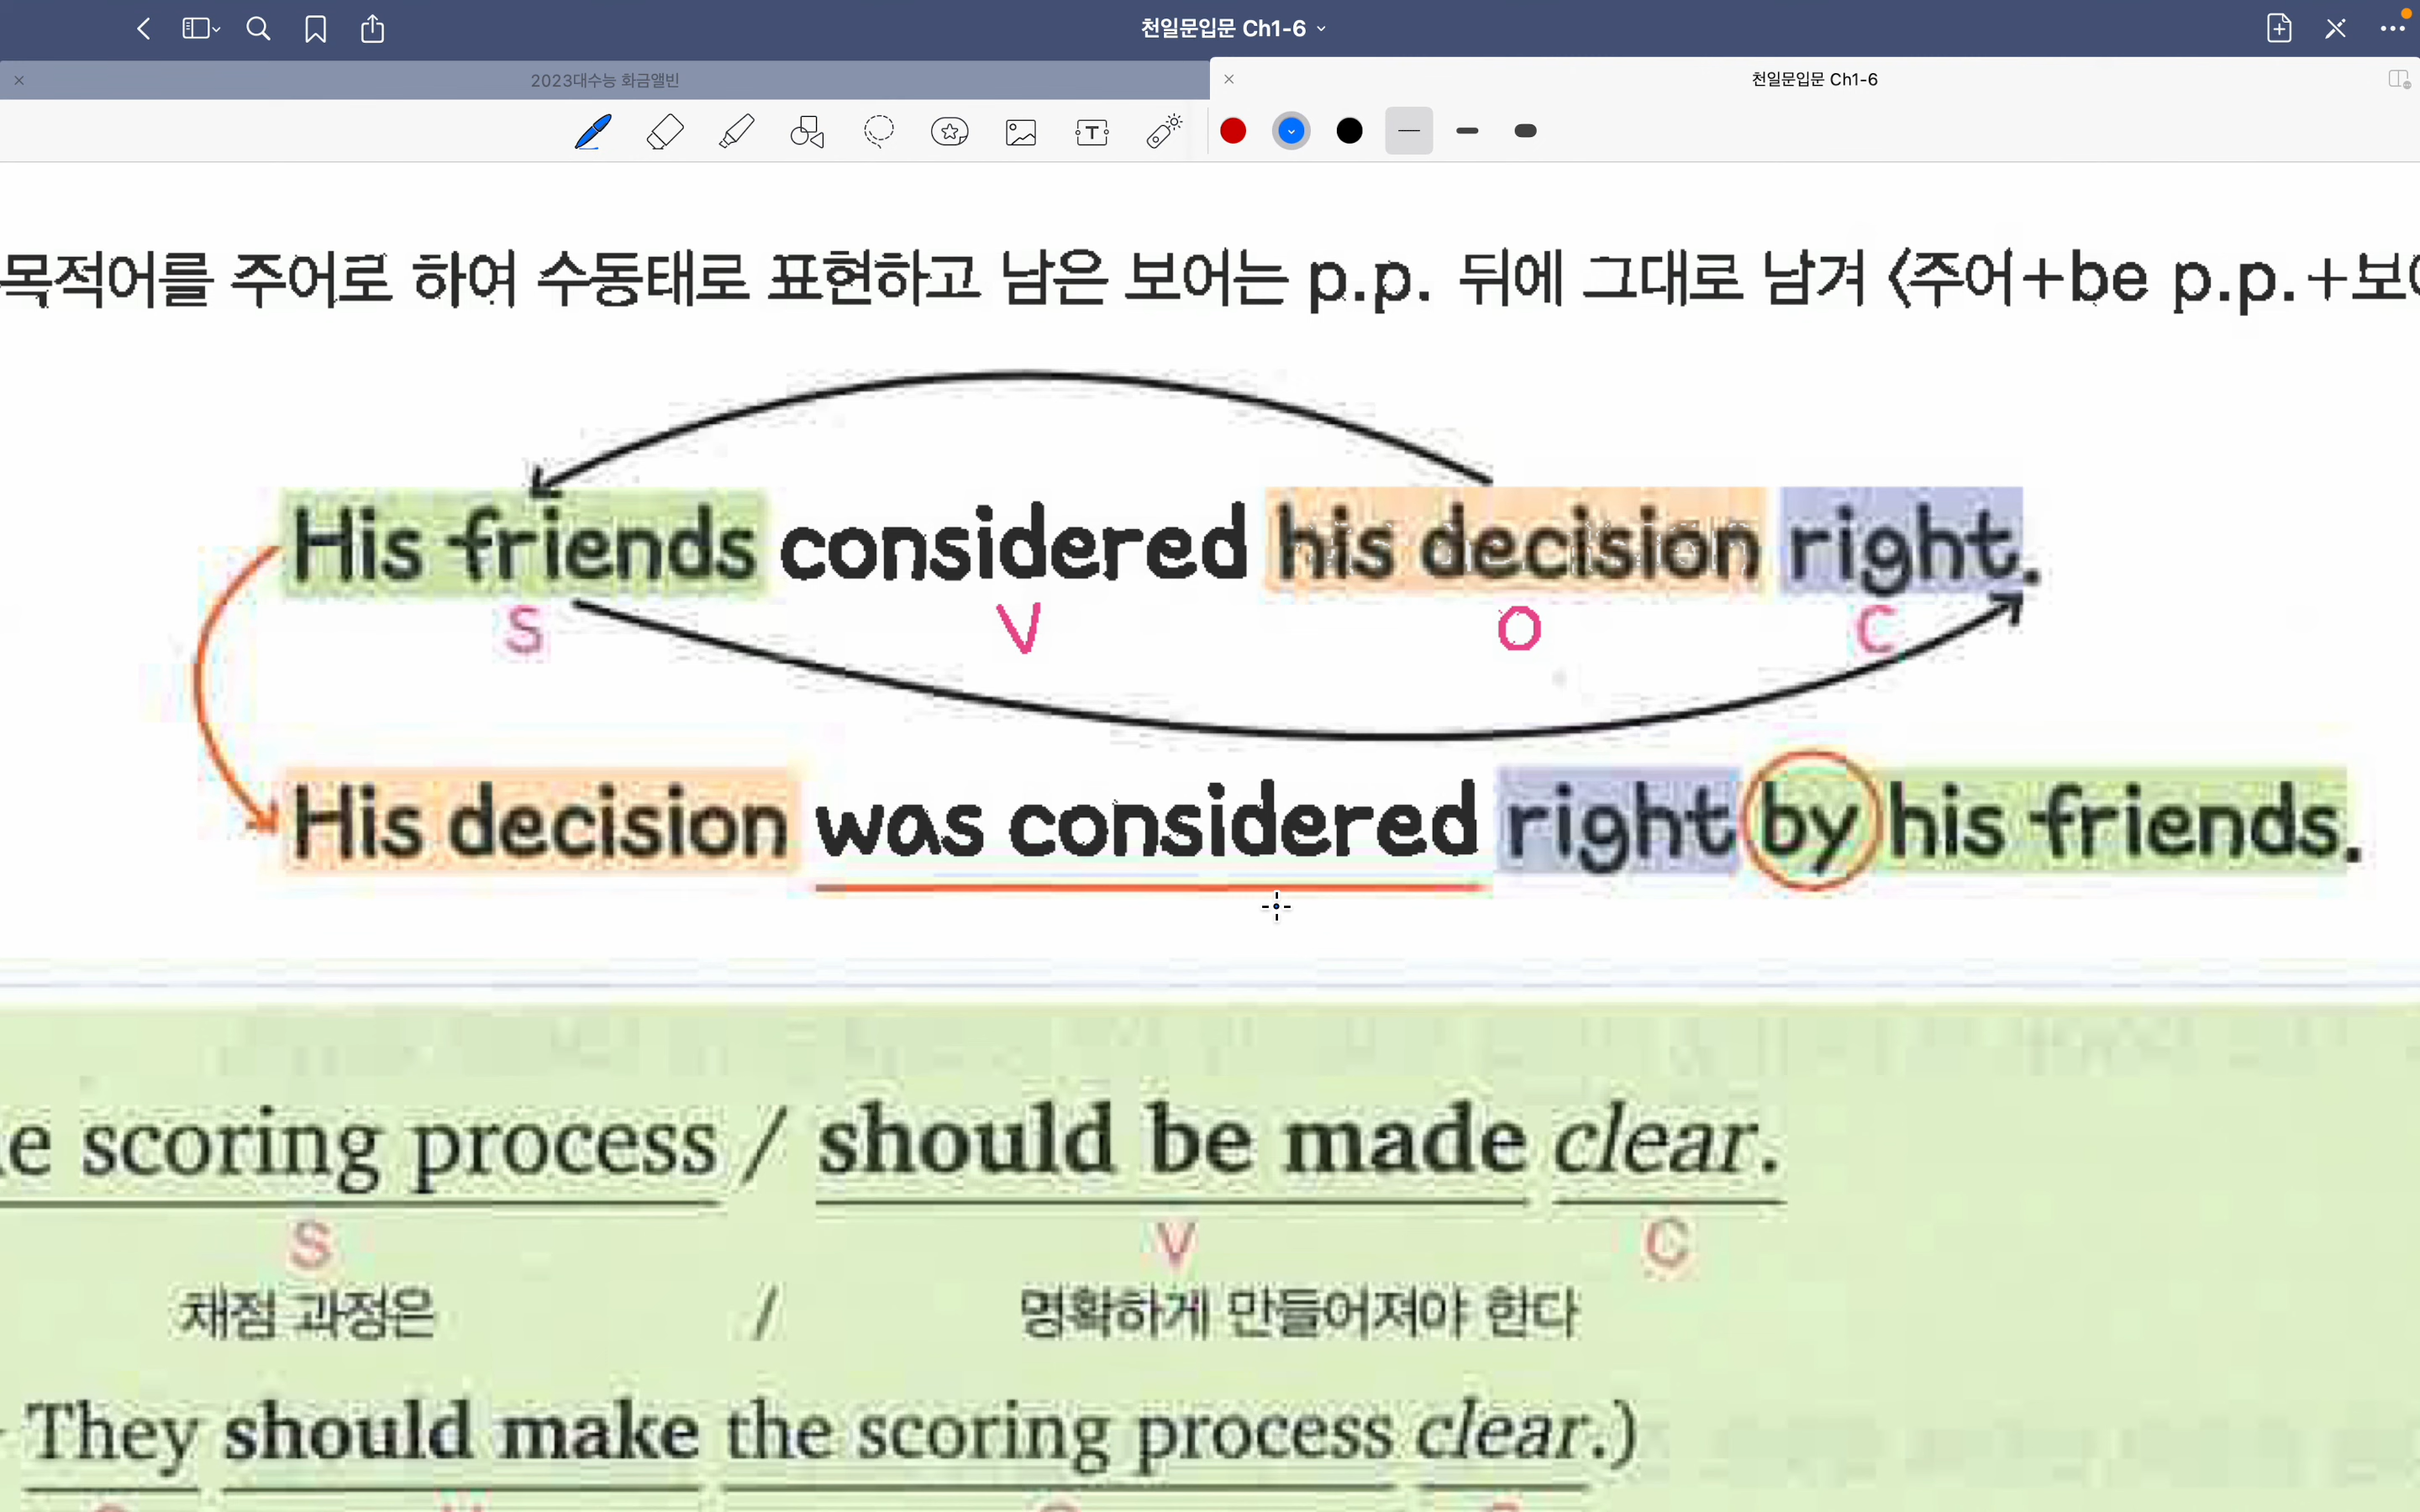 천일문입문 Ch1-6
2023대수능 화금앨빈
천일문입문 Ch1-6
T
목적어를 주어로 하여 수동태로 표현하고 남은 보어는 p.p. 뒤에 그대로 남겨 〈주어+be p.p.+보
His friends considered his decision right.
S V O C
His decision was considered right by his friends.
e scoring process / should be made clear.
S V C
채점 과정은 / 명확하게 만들어져야 한다
They should make the scoring process clear.)